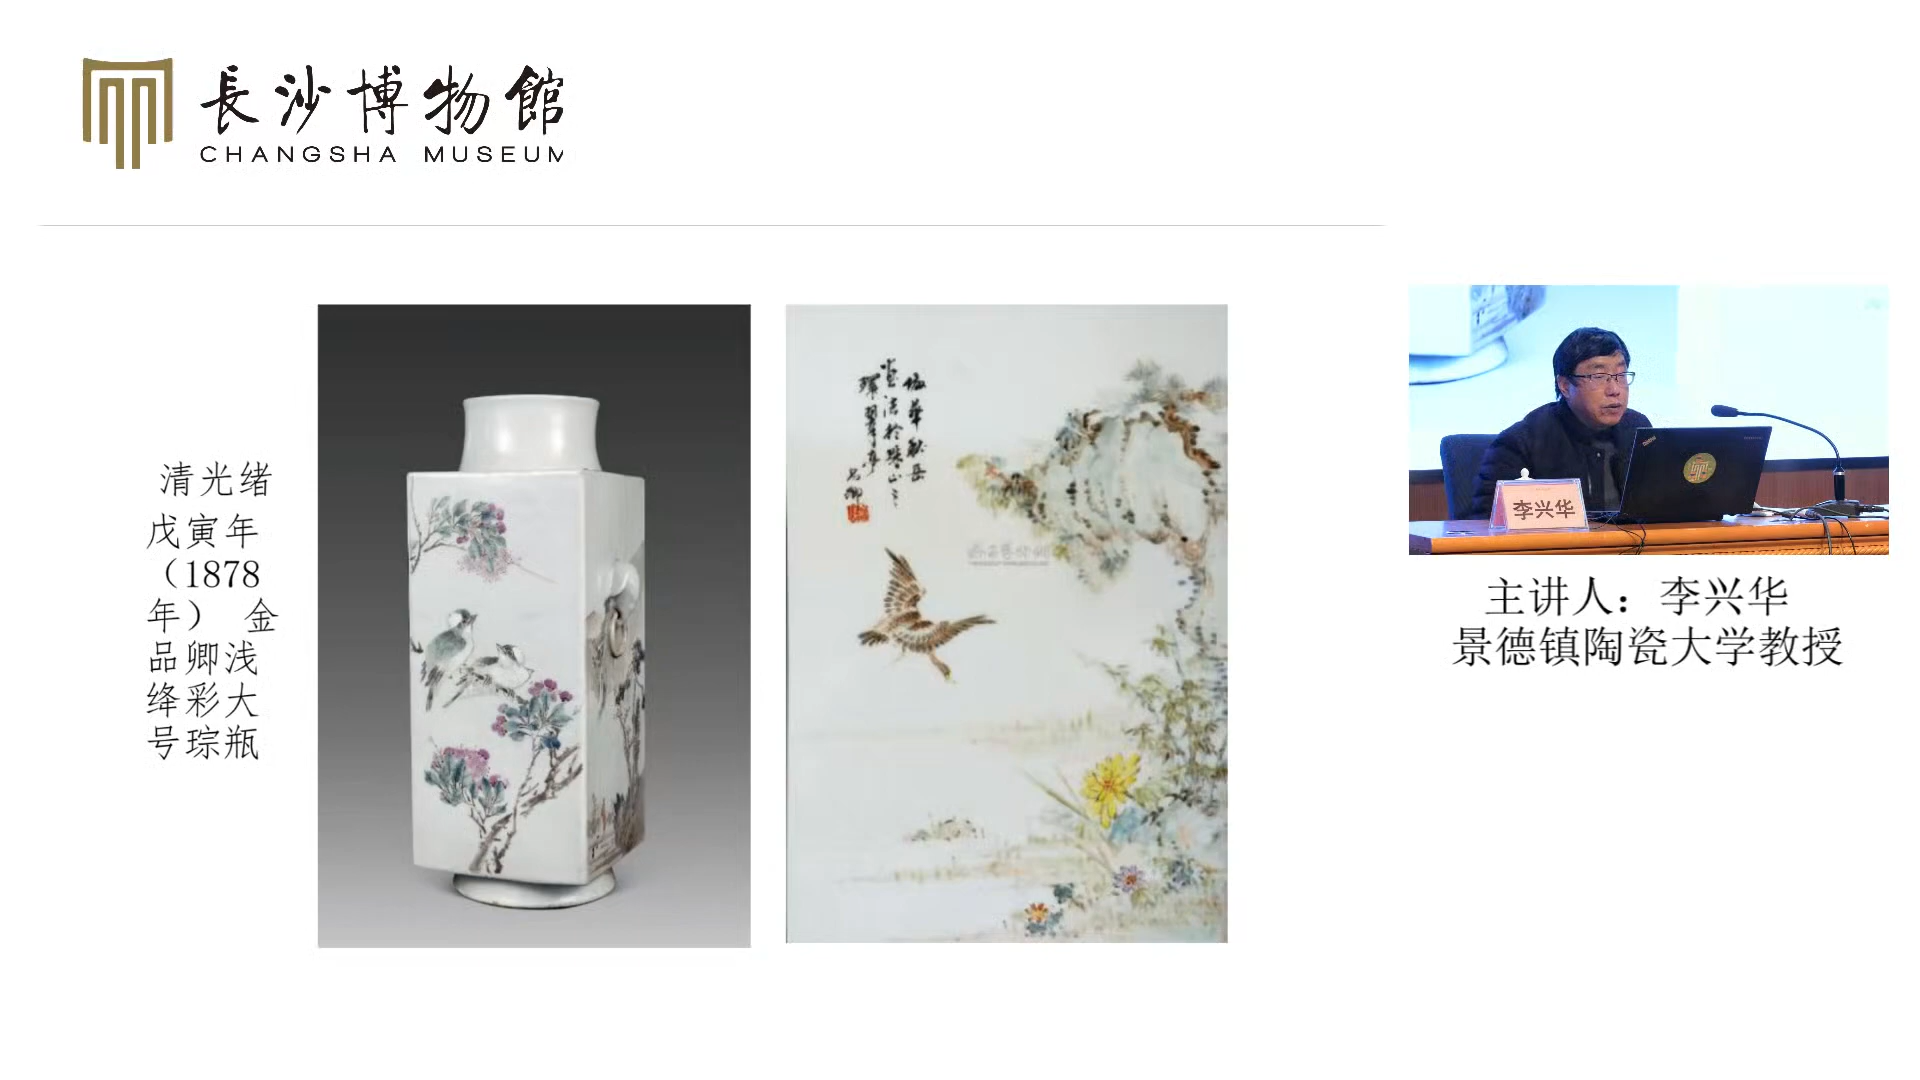 長沙博物館
CHANGSHA MUSEUM
清光绪
戊寅年
（1878
年） 金
品卿浅
绛彩大
号琮瓶
李兴华
主讲人：李兴华
景德镇陶瓷大学教授